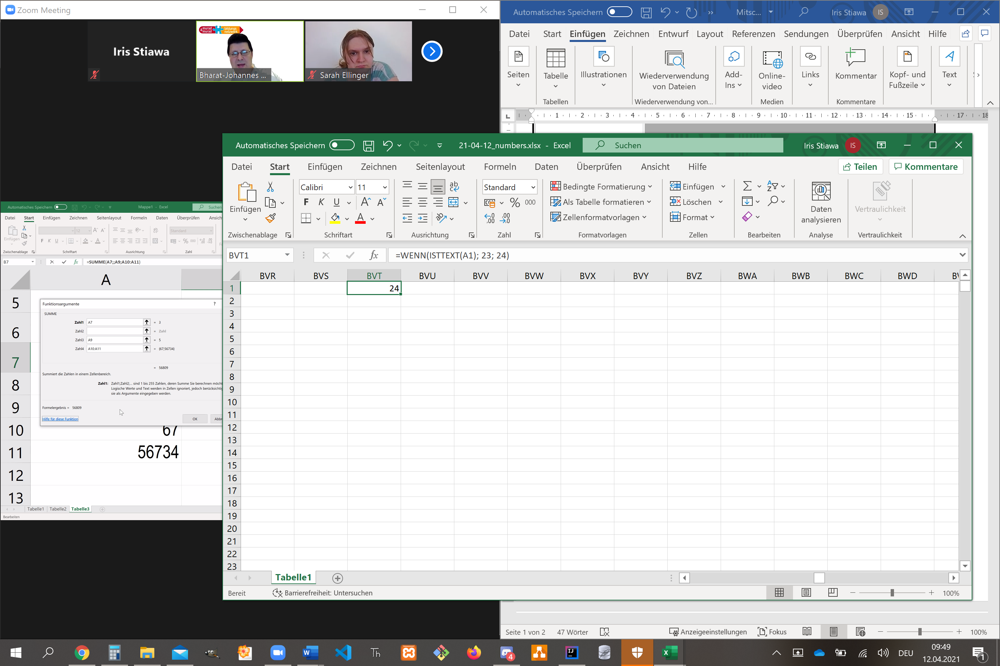 Zoom Meeting
Iris Stiawa
&murad
murad
bildungs
netzwerk
Bharat-Johannes ...
Sarah Ellinger
Automatisches Speichern
Mitsc...
Iris Stiawa
IS
Datei Start Einfügen Zeichnen Entwurf Layout Referenzen Sendungen Überprüfen Ansicht Hilfe
Seiten
Tabelle
Illustrationen
Wiederverwendung
von Dateien
Add-
Ins
Online-
video
Links
Kommentar
Kopf- und
Fußzeile
Text
Tabellen
Wiederverwendung von...
Medien
Kommentare
1 2 3 4 5 6 7 8 9 10 11 12 13 14 15 17 18
Automatisches Speichern
Mappe1 - Excel
Suchen
Datei Start Einfügen Zeichnen Seitenlayout Formeln Daten Überprüfen Ansich
Einfügen
12
F K U
Standard
% 000
Zwischenablage Schriftart Ausrichtung Zahl
B7
fx
=SUMME(A7;;A9;A10:A11)
A
5
6
7
8
9
10
11
12
13
67
56734
Funktionsargumente
?
SUMME
Zahl1 A7 = 3
Zahl2 = Zahl
Zahl3 A9 = 5
Zahl4 A10:A11 = {67;56734}
= 56809
Summiert die Zahlen in einem Zellenbereich.
Zahl1: Zahl1;Zahl2;... sind 1 bis 255 Zahlen, deren Summe Sie berechnen möcht
Logische Werte und Text werden in Zellen ignoriert, jedoch berücksichtig
sie als Argumente eingegeben werden.
Formelergebnis = 56809
Hilfe für diese Funktion
OK
Abbr
Tabelle1 Tabelle2 Tabelle3
Bearbeiten
Automatisches Speichern
21-04-12_numbers.xlsx - Excel
Suchen
Iris Stiawa
IS
Datei Start Einfügen Zeichnen Seitenlayout Formeln Daten Überprüfen Ansicht Hilfe
Teilen
Kommentare
Einfügen
Calibri
11
F K U A A
A
ab
c
Standard
% 000
Bedingte Formatierung
Als Tabelle formatieren
Zellenformatvorlagen
Einfügen
Löschen
Format
Daten
analysieren
Vertraulichkeit
Zwischenablage Schriftart Ausrichtung Zahl Formatvorlagen Zellen Bearbeiten Analyse Vertraulichkeit
BVT1
fx
=WENN(ISTTEXT(A1); 23; 24)
BVR BVS BVT BVU BVV BVW BVX BVY BVZ BWA BWB BWC BWD
1 24
2
3
4
5
6
7
8
9
10
11
12
13
14
15
16
17
18
19
20
21
22
23
Tabelle1
Bereit
Barrierefreiheit: Untersuchen
100%
Seite 1 von 2
47 Wörter
Anzeigeeinstellungen
Fokus
100%
Th
4
DEU
09:49
12.04.2021
1